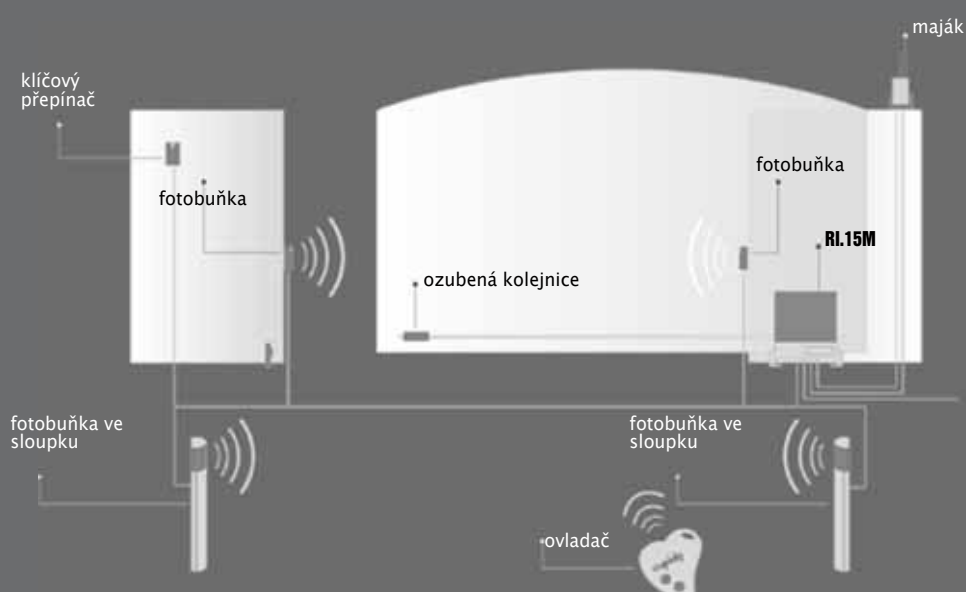 maják
klíčový
přepínač
fotobuňka
fotobuňka
RI.15M
ozubená kolejnice
fotobuňka ve
sloupku
fotobuňka ve
sloupku
ovladač